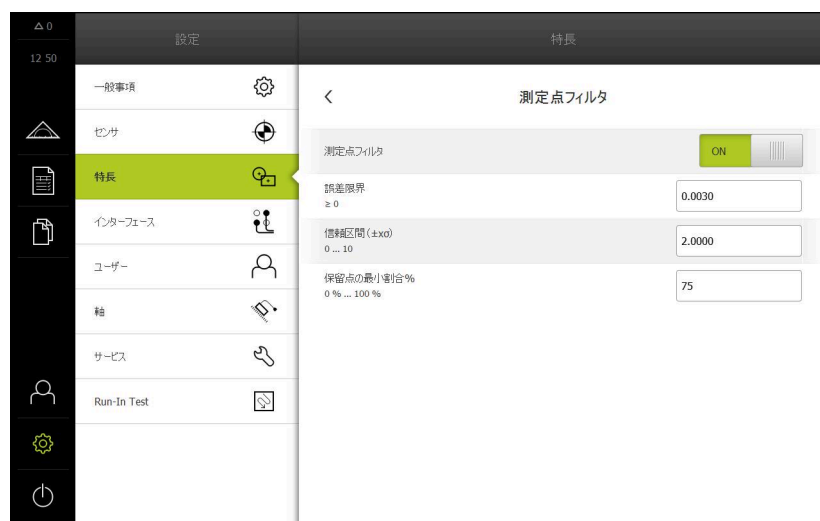 △ 0
12 50
設定
特長
一般事項
センサ
特長
インターフェース
ユーザー
軸
サービス
Run-In Test
測定点フィルタ
測定点フィルタ
ON
誤差限界
≥ 0
0.0030
信頼区間(±xσ)
0 ... 10
2.0000
保留点の最小割合%
0 % ... 100 %
75